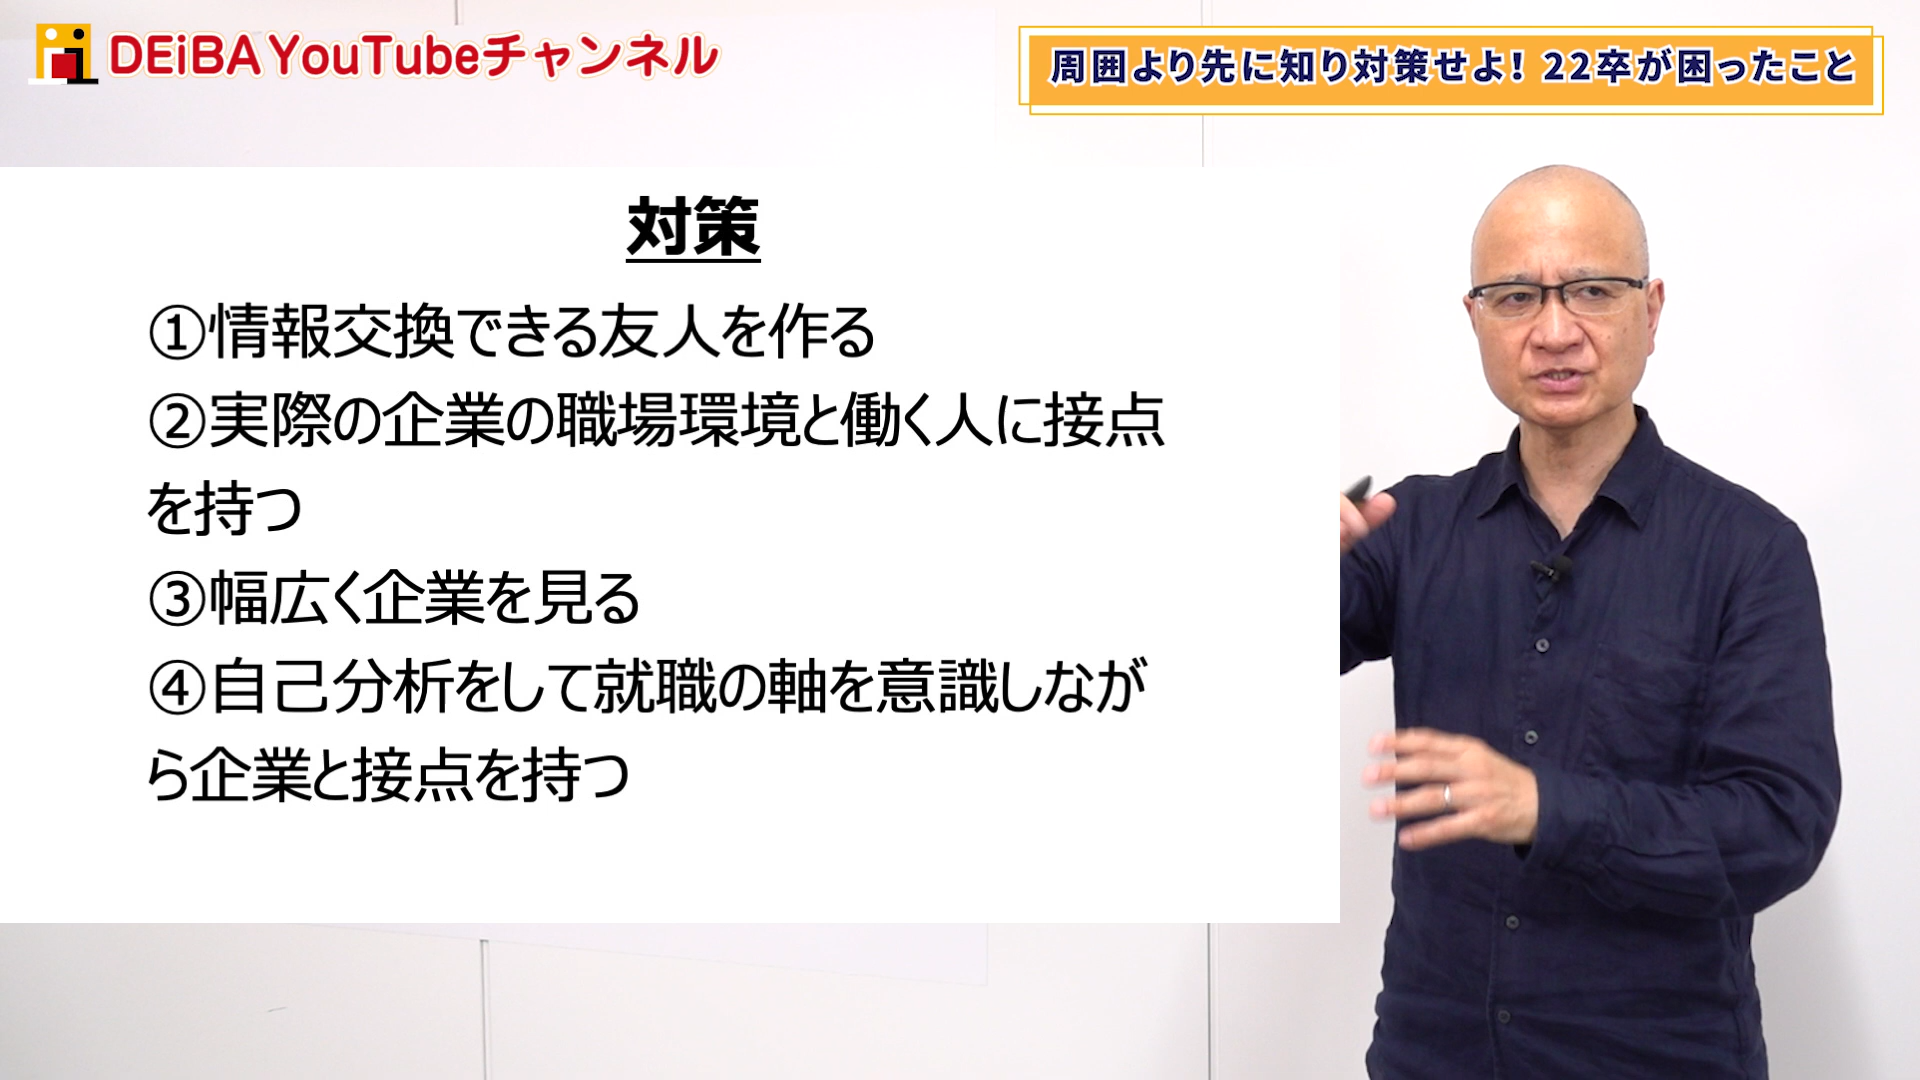 DEiBA YouTubeチャンネル
周囲より先に知り対策せよ！ 22卒が困ったこと
対策
①情報交換できる友人を作る
②実際の企業の職場環境と働く人に接点
を持つ
③幅広く企業を見る
④自己分析をして就職の軸を意識しなが
ら企業と接点を持つ